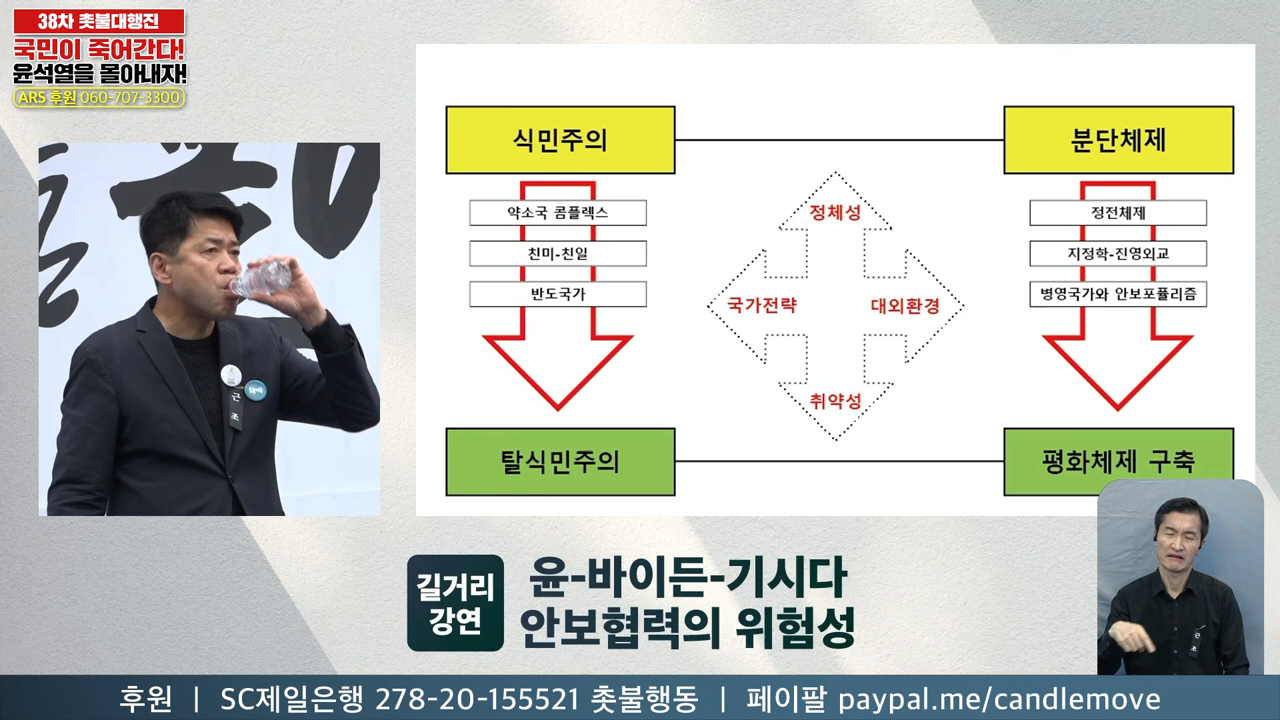 38차 촛불대행진
국민이 죽어간다!
윤석열을 몰아내자!
ARS 후원 060-707-3300
식민주의
분단체제
약소국 콤플렉스
친미-친일
반도국가
정체성
국가전략
대외환경
취약성
정전체제
지정학-진영외교
병영국가와 안보포퓰리즘
탈식민주의
평화체제 구축
근
조
길거리
강연
윤-바이든-기시다
안보협력의 위험성
근
조
후원 | SC제일은행 278-20-155521 촛불행동 | 페이팔 paypal.me/candlemove